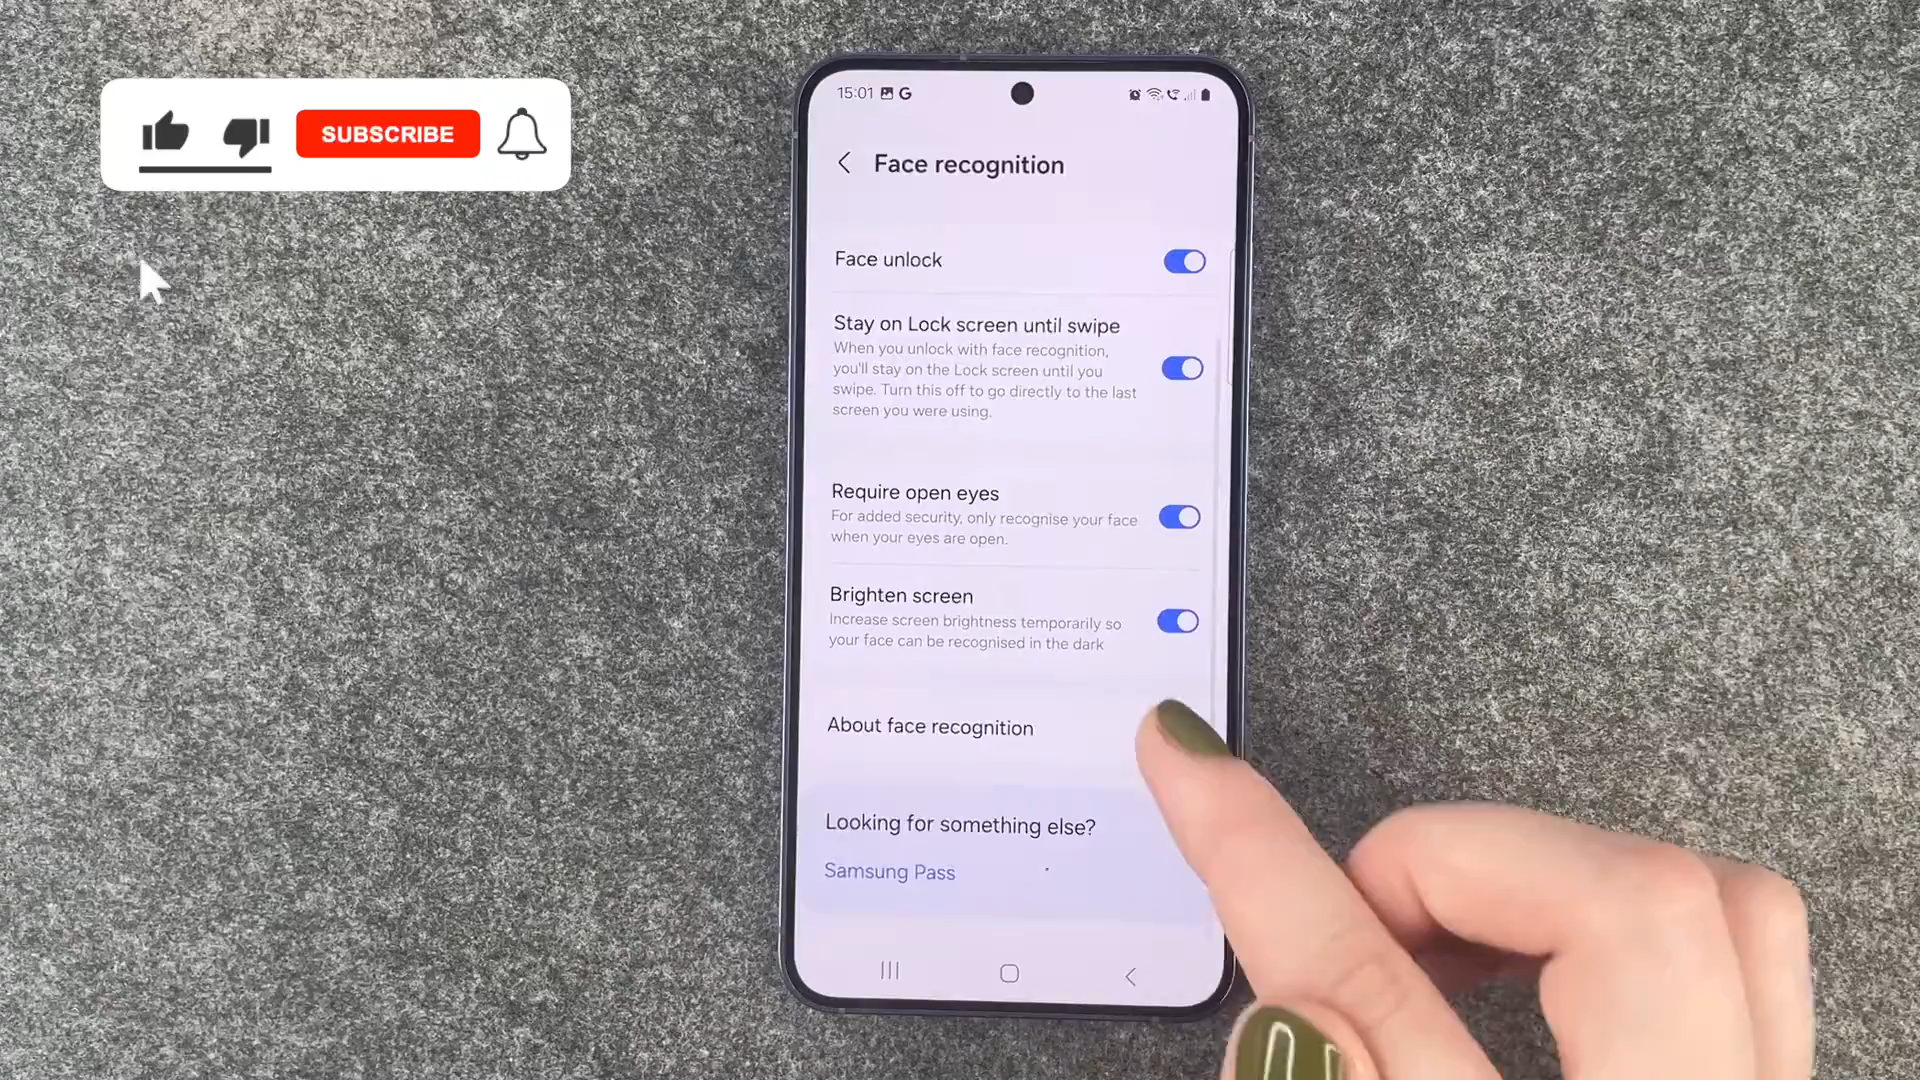 SUBSCRIBE
15:01 G
Face recognition
Face unlock
Stay on Lock screen until swipe
When you unlock with face recognition,
you'll stay on the Lock screen until you
swipe. Turn this off to go directly to the last
screen you were using.
Require open eyes
For added security, only recognise your face
when your eyes are open.
Brighten screen
Increase screen brightness temporarily so
your face can be recognised in the dark
About face recognition
Looking for something else?
Samsung Pass